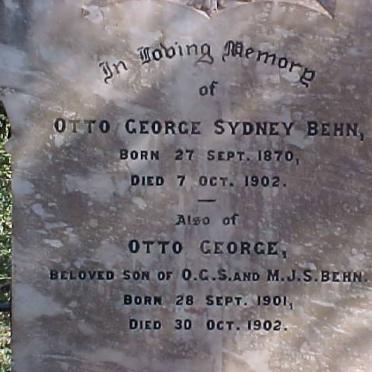 In Loving Memory
of
OTTO GEORGE SYDNEY BEHN,
BORN 27 SEPT. 1870,
DIED 7 OCT. 1902.
Also of
OTTO GEORGE,
BELOVED SON OF O.G.S. AND M.J.S. BEHN.
BORN 28 SEPT. 1901,
DIED 30 OCT. 1902.